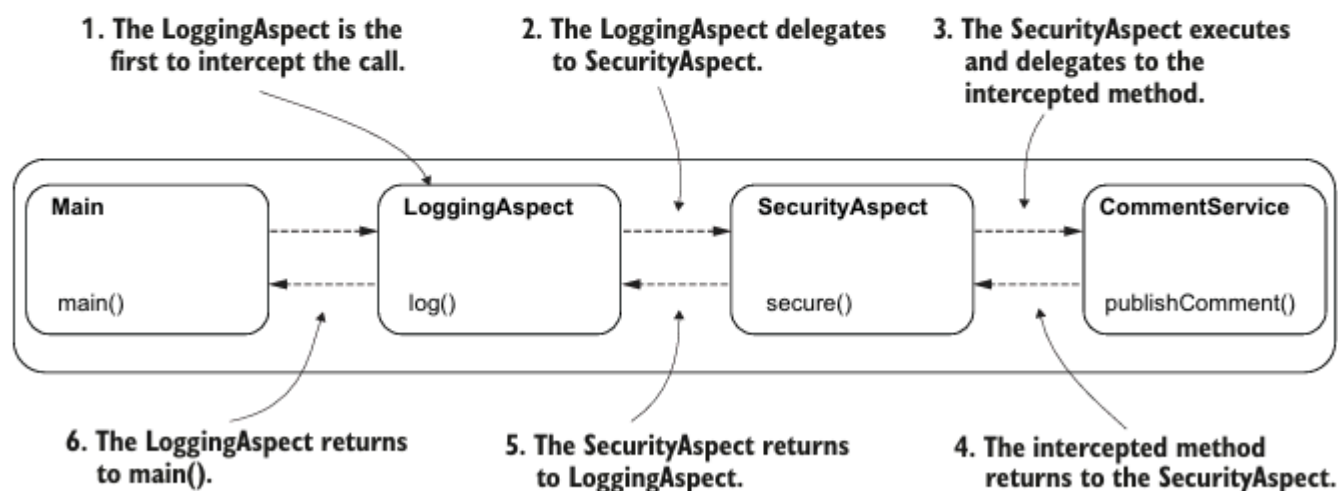 1. The LoggingAspect is the
first to intercept the call.
2. The LoggingAspect delegates
to SecurityAspect.
3. The SecurityAspect executes
and delegates to the
intercepted method.
Main
main()
LoggingAspect
log()
SecurityAspect
secure()
CommentService
publishComment()
6. The LoggingAspect returns
to main().
5. The SecurityAspect returns
to LoggingAspect.
4. The intercepted method
returns to the SecurityAspect.